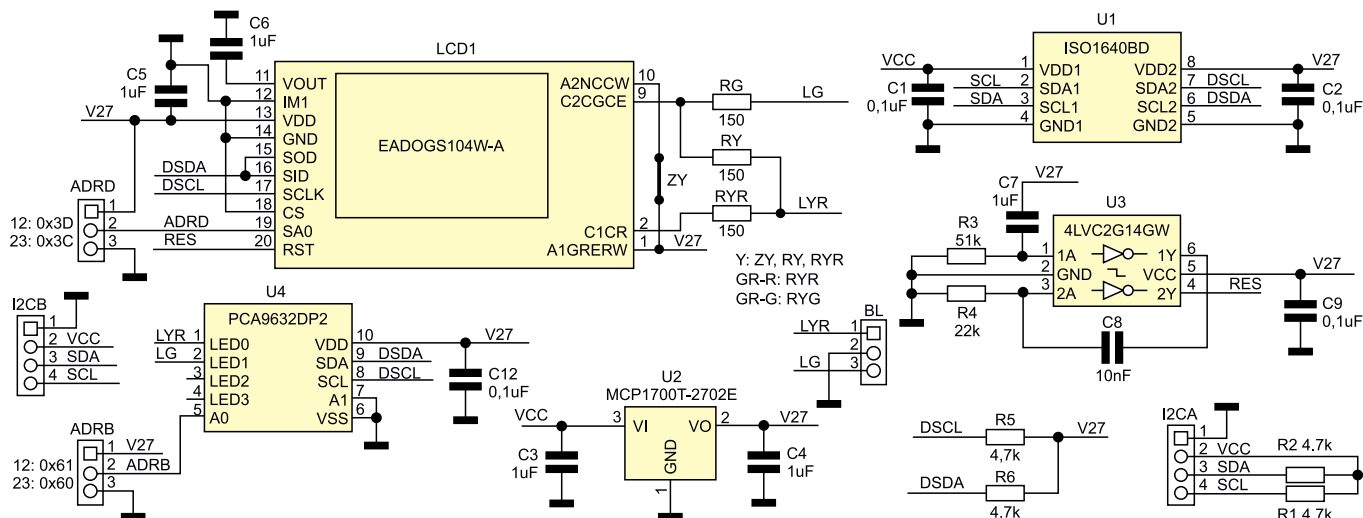 C6
1uF
C5
1uF
V27
LCD1
EADOGS104W-A
11 VOUT
12 IM1
13 VDD
14 GND
15 SOD
16 SID
17 SCLK
18 CS
19 SA0
20 RST
DSDA
DSCL
ADRD
RES
A2NCCW 10
C2CGCE 9
C1CR 2
A1GRERW 1
ZY
V27
RG
150
LG
RY
150
RYR
150
LYR
Y: ZY, RY, RYR
GR-R: RYR
GR-G: RYG
ADRD
1
2
3
12: 0x3D
23: 0x3C
U1
ISO1640BD
VCC
C1
0,1uF
SCL
SDA
1 VDD1
2 SDA1
3 SCL1
4 GND1
VDD2 8
SDA2 7
SCL2 6
GND2 5
DSCL
DSDA
V27
C2
0,1uF
C7
1uF
V27
U3
4LVC2G14GW
R3
51k
R4
22k
1 1A
2 GND
3 2A
1Y 6
VCC 5
2Y 4
V27
RES
C8
10nF
C9
0,1uF
I2CB
1
2 VCC
3 SDA
4 SCL
U4
PCA9632DP2
LYR 1 LED0
LG 2 LED1
3 LED2
4 LED3
5 A0
VDD 10
SDA 9 DSDA
SCL 8 DSCL
A1 7
VSS 6
V27
C12
0,1uF
ADRB
1 V27
2 ADRB
3
12: 0x61
23: 0x60
BL
LYR 1
2
LG 3
U2
MCP1700T-2702E
VCC
3 VI
VO 2
GND
1
V27
C3
1uF
C4
1uF
DSCL
R5
4,7k
V27
DSDA
R6
4.7k
I2CA
1
2 VCC
3 SDA
4 SCL
R2 4.7k
R1 4.7k